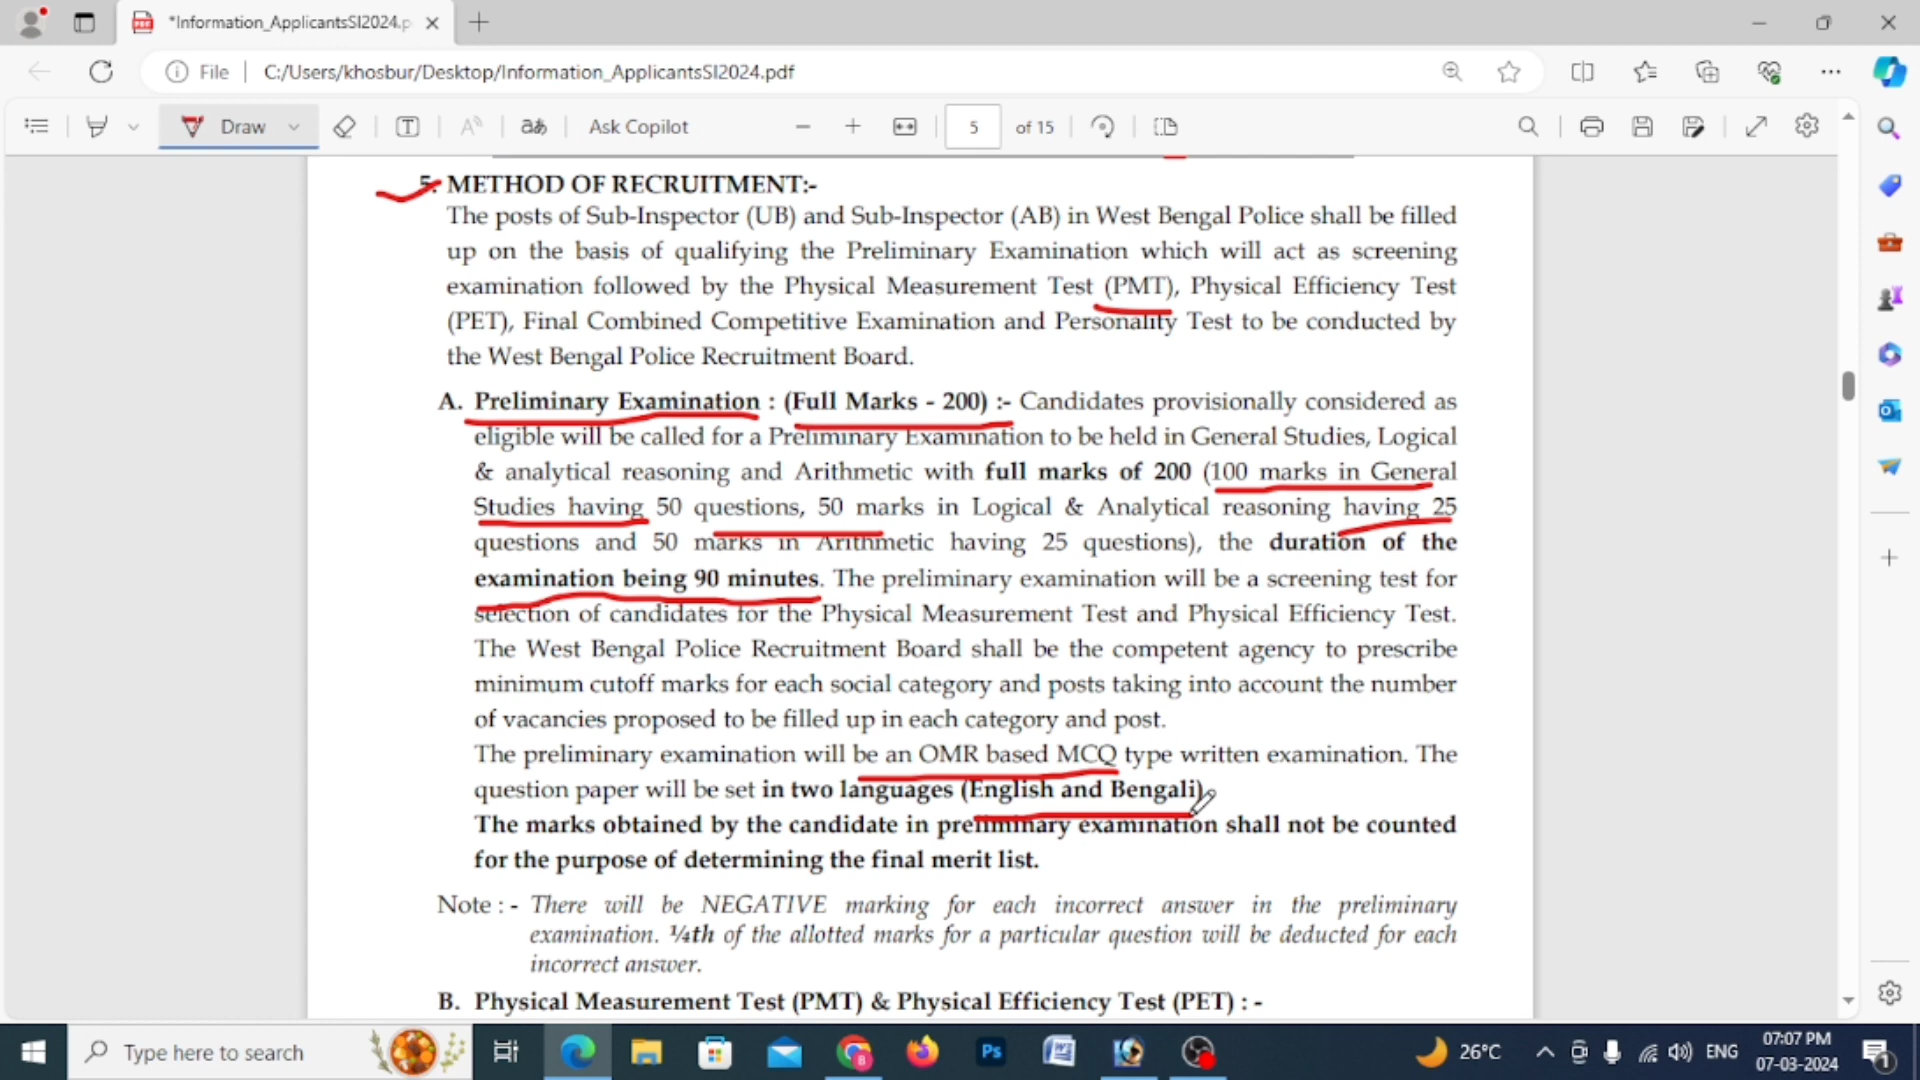 *Information_ApplicantsSI2024.p
File
C:/Users/khosbur/Desktop/Information_ApplicantsSI2024.pdf
Draw
Ask Copilot
5 of 15
5. METHOD OF RECRUITMENT:-
The posts of Sub-Inspector (UB) and Sub-Inspector (AB) in West Bengal Police shall be filled
up on the basis of qualifying the Preliminary Examination which will act as screening
examination followed by the Physical Measurement Test (PMT), Physical Efficiency Test
(PET), Final Combined Competitive Examination and Personality Test to be conducted by
the West Bengal Police Recruitment Board.
A. Preliminary Examination : (Full Marks - 200) :- Candidates provisionally considered as
eligible will be called for a Preliminary Examination to be held in General Studies, Logical
& analytical reasoning and Arithmetic with full marks of 200 (100 marks in General
Studies having 50 questions, 50 marks in Logical & Analytical reasoning having 25
questions and 50 marks in Arithmetic having 25 questions), the duration of the
examination being 90 minutes. The preliminary examination will be a screening test for
selection of candidates for the Physical Measurement Test and Physical Efficiency Test.
The West Bengal Police Recruitment Board shall be the competent agency to prescribe
minimum cutoff marks for each social category and posts taking into account the number
of vacancies proposed to be filled up in each category and post.
The preliminary examination will be an OMR based MCQ type written examination. The
question paper will be set in two languages (English and Bengali).
The marks obtained by the candidate in preliminary examination shall not be counted
for the purpose of determining the final merit list.
Note : - There will be NEGATIVE marking for each incorrect answer in the preliminary
examination. ¼th of the allotted marks for a particular question will be deducted for each
incorrect answer.
B. Physical Measurement Test (PMT) & Physical Efficiency Test (PET) : -
Type here to search
Ps
26°C
ENG
07:07 PM
07-03-2024
1